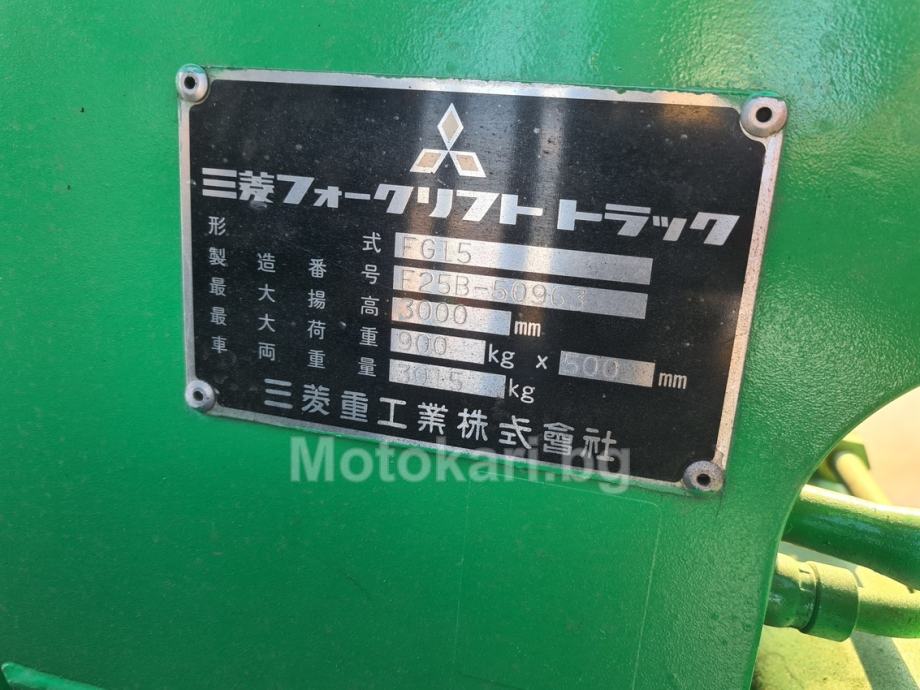 三菱フォークリフト トラック
形式 FG15
製造番号 F25B-50963
最大揚高 3000 mm
最大荷重 900 kg x 500 mm
車両重量 3015 kg
三菱重工業株式會社
Motokari.bg